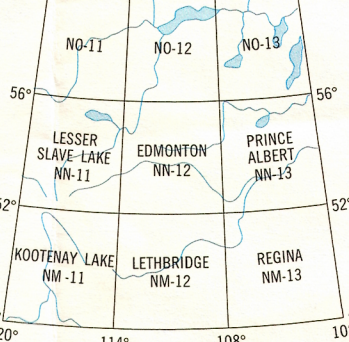 NO-11
NO-12
NO-13
56°
56°
LESSER
SLAVE LAKE
NN-11
EDMONTON
NN-12
PRINCE
ALBERT
NN-13
52°
52°
KOOTENAY LAKE
NM-11
LETHBRIDGE
NM-12
REGINA
NM-13
114°
108°